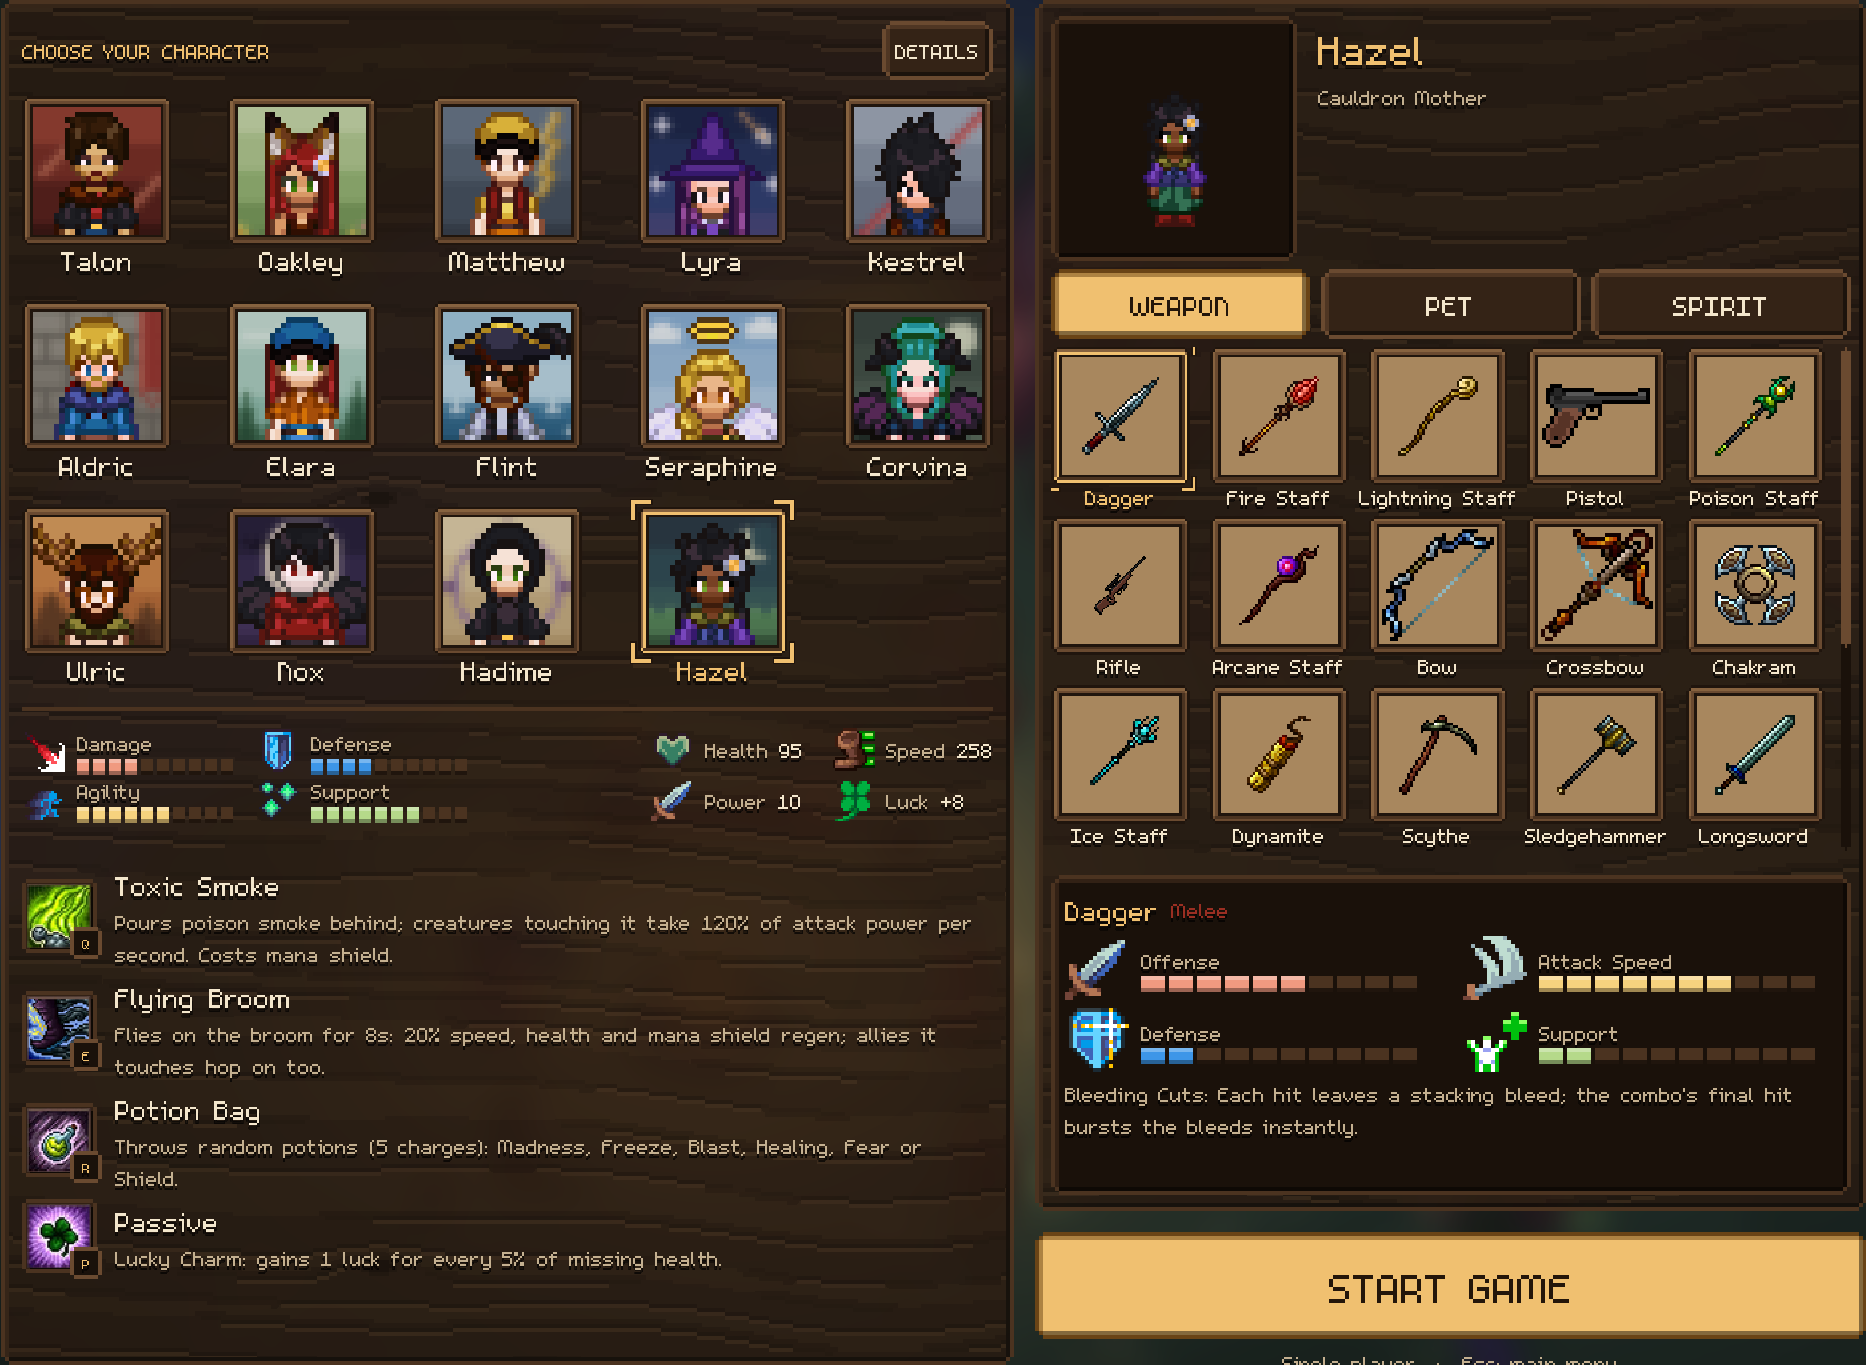 CHOOSE YOUR CHARACTER
DETAILS
Talon
Oakley
Matthew
Lyra
Kestrel
Aldric
Elara
Flint
Seraphine
Corvina
Ulric
Nox
Hadime
Hazel
Damage
Defense
Health 95
Speed 258
Agility
Support
Power 10
Luck +8
Toxic Smoke
Pours poison smoke behind; creatures touching it take 120% of attack power per
second. Costs mana shield.
Q
Flying Broom
Flies on the broom for 8s: 20% speed, health and mana shield regen; allies it
touches hop on too.
E
Potion Bag
Throws random potions (5 charges): Madness, Freeze, Blast, Healing, Fear or
Shield.
R
Passive
Lucky Charm: gains 1 luck for every 5% of missing health.
P
Hazel
Cauldron Mother
WEAPON
PET
SPIRIT
Dagger
Fire Staff
Lightning Staff
Pistol
Poison Staff
Rifle
Arcane Staff
Bow
Crossbow
Chakram
Ice Staff
Dynamite
Scythe
Sledgehammer
Longsword
Dagger Melee
Offense
Attack Speed
Defense
Support
Bleeding Cuts: Each hit leaves a stacking bleed; the combo's final hit
bursts the bleeds instantly.
START GAME
Single player · Esc: main menu